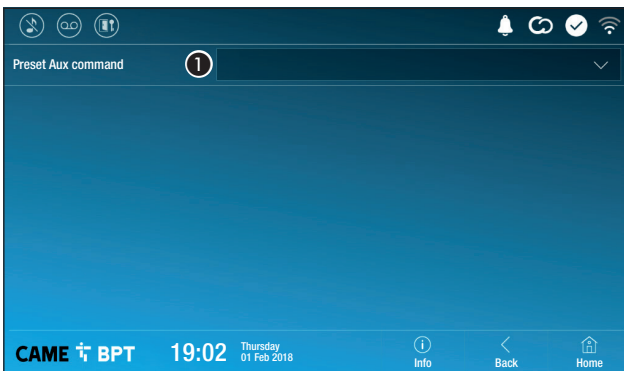 Preset Aux command 1
CAME BPT 19:02 Thursday
01 Feb 2018
Info Back Home